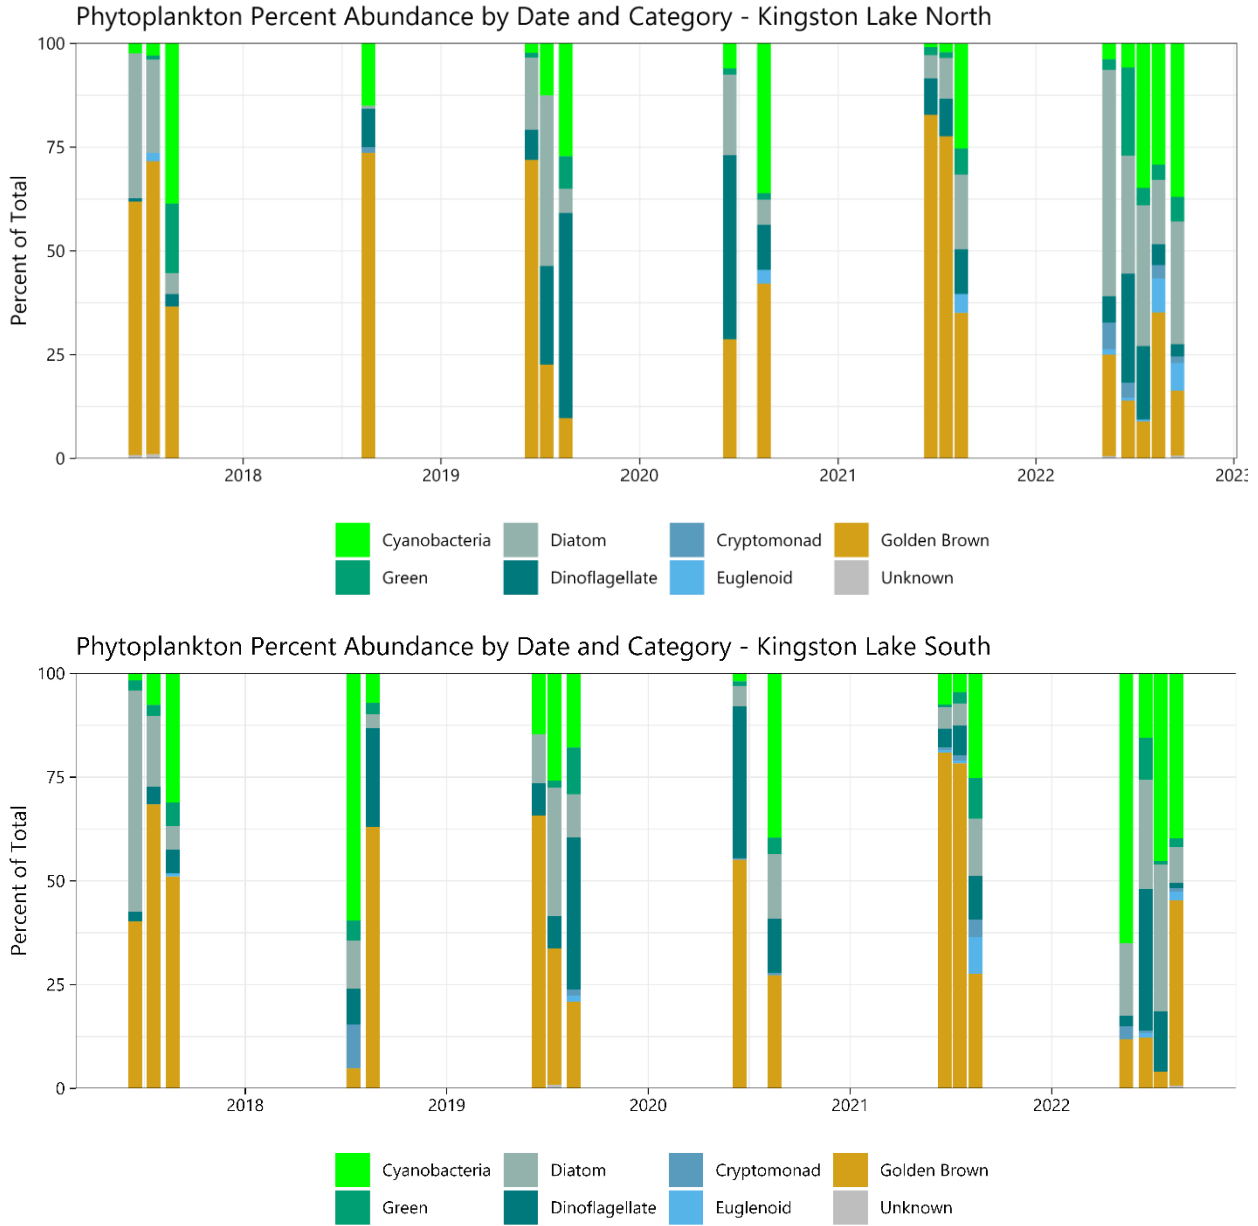 Phytoplankton Percent Abundance by Date and Category - Kingston Lake North
100
75
50
25
0
Percent of Total
2018 2019 2020 2021 2022 2023
Cyanobacteria Diatom Cryptomonad Golden Brown
Green Dinoflagellate Euglenoid Unknown
Phytoplankton Percent Abundance by Date and Category - Kingston Lake South
100
75
50
25
0
Percent of Total
2018 2019 2020 2021 2022
Cyanobacteria Diatom Cryptomonad Golden Brown
Green Dinoflagellate Euglenoid Unknown